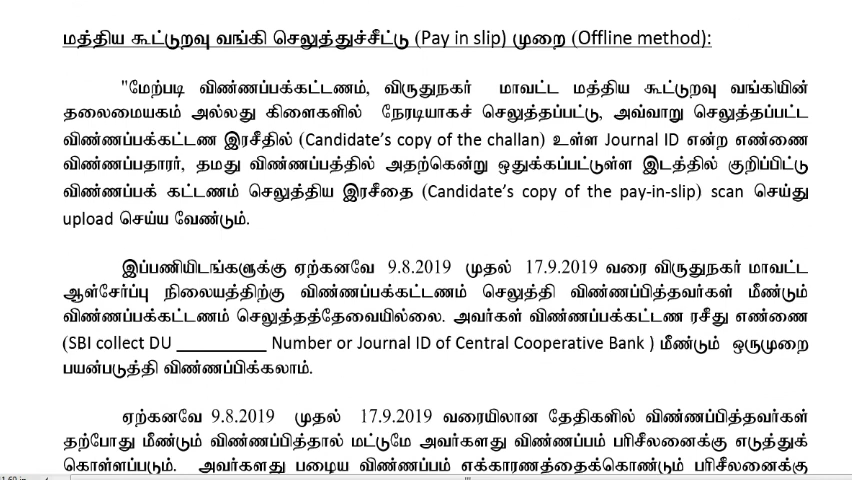 மத்திய கூட்டுறவு வங்கி செலுத்துச்சீட்டு (Pay in slip) முறை (Offline method):
"மேற்படி விண்ணப்பக்கட்டணம், விருதுநகர் மாவட்ட மத்திய கூட்டுறவு வங்கியின்
தலைமையகம் அல்லது கிளைகளில் நேரடியாகச் செலுத்தப்பட்டு, அவ்வாறு செலுத்தப்பட்ட
விண்ணப்பக்கட்டண இரசீதில் (Candidate's copy of the challan) உள்ள Journal ID என்ற எண்ணை
விண்ணப்பதாரர், தமது விண்ணப்பத்தில் அதற்கென்று ஒதுக்கப்பட்டுள்ள இடத்தில் குறிப்பிட்டு
விண்ணப்பக் கட்டணம் செலுத்திய இரசீதை (Candidate's copy of the pay-in-slip) scan செய்து
upload செய்ய வேண்டும்.
இப்பணியிடங்களுக்கு ஏற்கனவே 9.8.2019 முதல் 17.9.2019 வரை விருதுநகர் மாவட்ட
ஆள்சேர்ப்பு நிலையத்திற்கு விண்ணப்பக்கட்டணம் செலுத்தி விண்ணப்பித்தவர்கள் மீண்டும்
விண்ணப்பக்கட்டணம் செலுத்தத்தேவையில்லை. அவர்கள் விண்ணப்பக்கட்டண ரசீது எண்ணை
(SBI collect DU __________ Number or Journal ID of Central Cooperative Bank ) மீண்டும் ஒருமுறை
பயன்படுத்தி விண்ணப்பிக்கலாம்.
ஏற்கனவே 9.8.2019 முதல் 17.9.2019 வரையிலான தேதிகளில் விண்ணப்பித்தவர்கள்
தற்போது மீண்டும் விண்ணப்பித்தால் மட்டுமே அவர்களது விண்ணப்பம் பரிசீலனைக்கு எடுத்துக்
கொள்ளப்படும். அவர்களது பழைய விண்ணப்பம் எக்காரணத்தைக்கொண்டும் பரிசீலனைக்கு